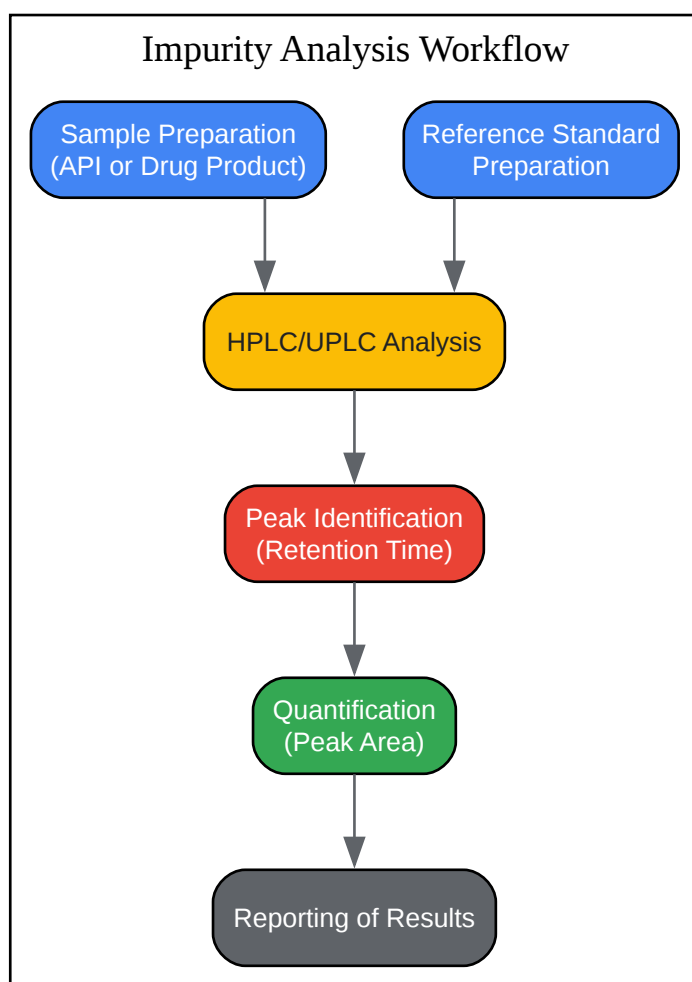 Impurity Analysis Workflow
Sample Preparation
(API or Drug Product)
Reference Standard
Preparation
HPLC/UPLC Analysis
Peak Identification
(Retention Time)
Quantification
(Peak Area)
Reporting of Results